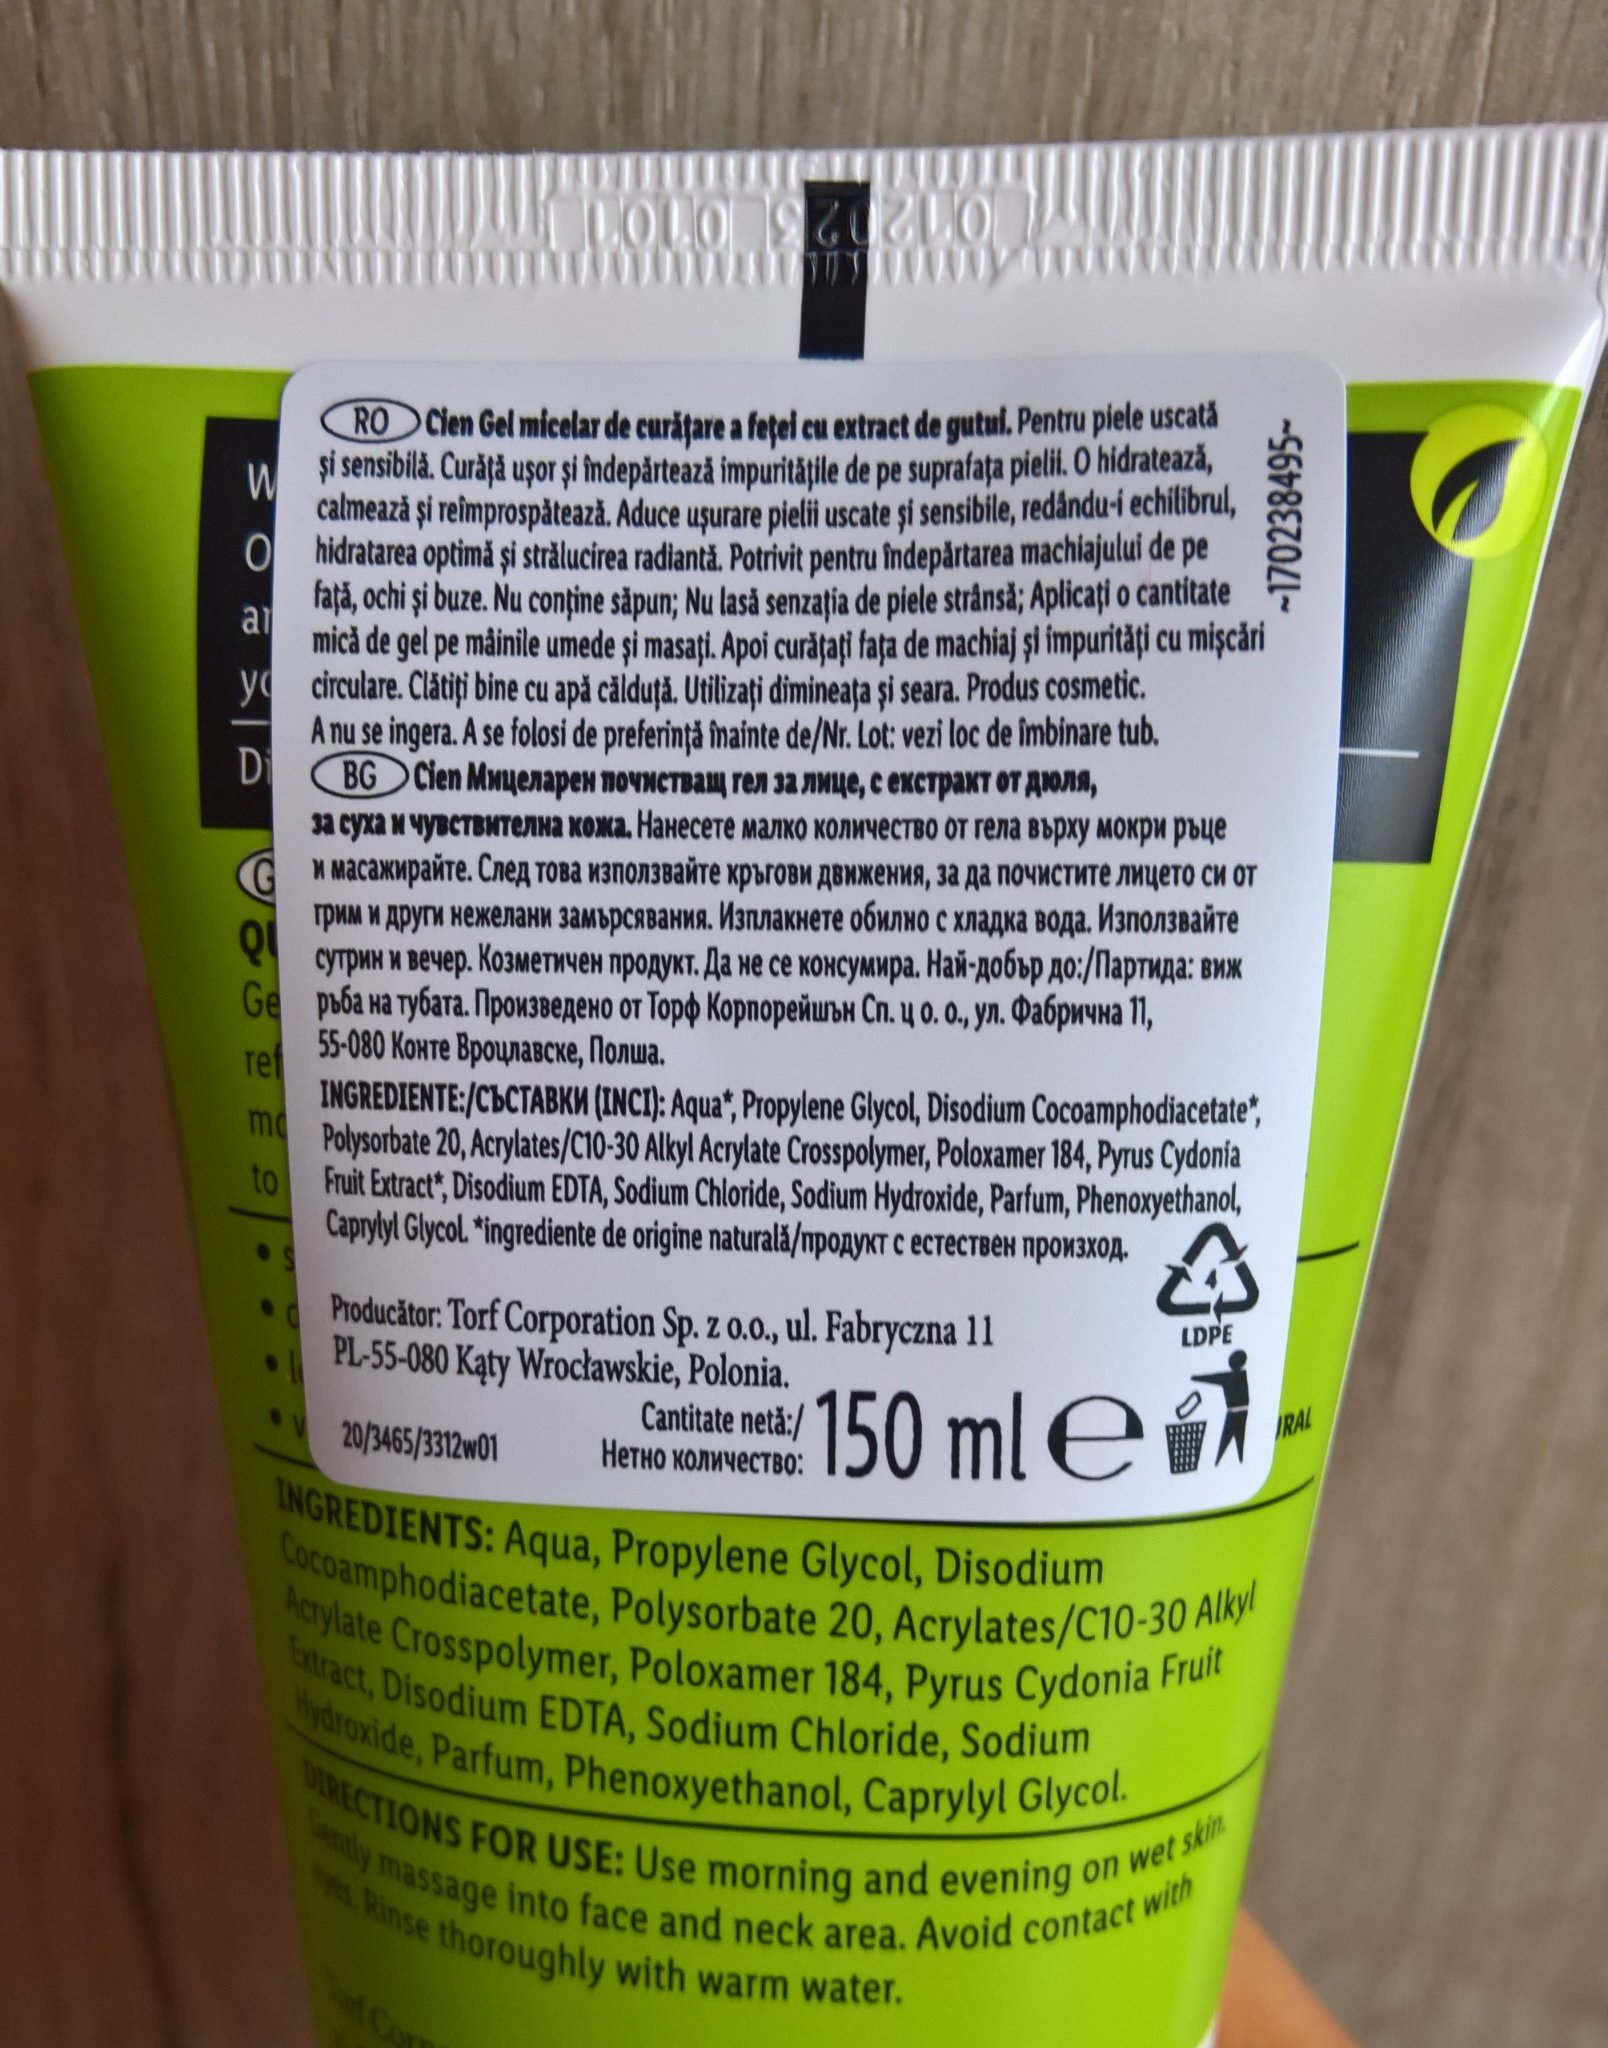 012023 0101
RO Cien Gel micelar de curățare a feței cu extract de gutui. Pentru piele uscată
și sensibilă. Curăță ușor și îndepărtează impuritățile de pe suprafața pielii. O hidratează,
calmează și reîmprospătează. Aduce ușurare pielii uscate și sensibile, redându-i echilibrul,
hidratarea optimă și strălucirea radiantă. Potrivit pentru îndepărtarea machiajului de pe
față, ochi și buze. Nu conține săpun; Nu lasă senzația de piele strânsă; Aplicați o cantitate
mică de gel pe mâinile umede și masați. Apoi curățați fața de machiaj și impurități cu mișcări
circulare. Clătiți bine cu apă călduță. Utilizați dimineața și seara. Produs cosmetic.
A nu se ingera. A se folosi de preferință înainte de/Nr. Lot: vezi loc de îmbinare tub.
BG Cien Мицеларен почистващ гел за лице, с екстракт от дюля,
за суха и чувствителна кожа. Нанесете малко количество от гела върху мокри ръце
и масажирайте. След това използвайте кръгови движения, за да почистите лицето си от
грим и други нежелани замърсявания. Изплакнете обилно с хладка вода. Използвайте
сутрин и вечер. Козметичен продукт. Да не се консумира. Най-добър до:/Партида: виж
ръба на тубата. Произведено от Торф Корпорейшън Сп. ц о. о., ул. Фабрична 11,
55-080 Конте Вроцлавске, Полша.
INGREDIENTE:/СЪСТАВКИ (INCI): Aqua*, Propylene Glycol, Disodium Cocoamphodiacetate*,
Polysorbate 20, Acrylates/C10-30 Alkyl Acrylate Crosspolymer, Poloxamer 184, Pyrus Cydonia
Fruit Extract*, Disodium EDTA, Sodium Chloride, Sodium Hydroxide, Parfum, Phenoxyethanol,
Caprylyl Glycol. *ingrediente de origine naturală/продукт с естествен произход.
Producător: Torf Corporation Sp. z o.o., ul. Fabryczna 11
PL-55-080 Kąty Wrocławskie, Polonia.
20/3465/3312w01
Cantitate netă:/
Нетно количество:
150 ml e
4
LDPE
~170238495~
INGREDIENTS: Aqua, Propylene Glycol, Disodium
Cocoamphodiacetate, Polysorbate 20, Acrylates/C10-30 Alkyl
Acrylate Crosspolymer, Poloxamer 184, Pyrus Cydonia Fruit
Extract, Disodium EDTA, Sodium Chloride, Sodium
Hydroxide, Parfum, Phenoxyethanol, Caprylyl Glycol.
DIRECTIONS FOR USE: Use morning and evening on wet skin.
Gently massage into face and neck area. Avoid contact with
eyes. Rinse thoroughly with warm water.